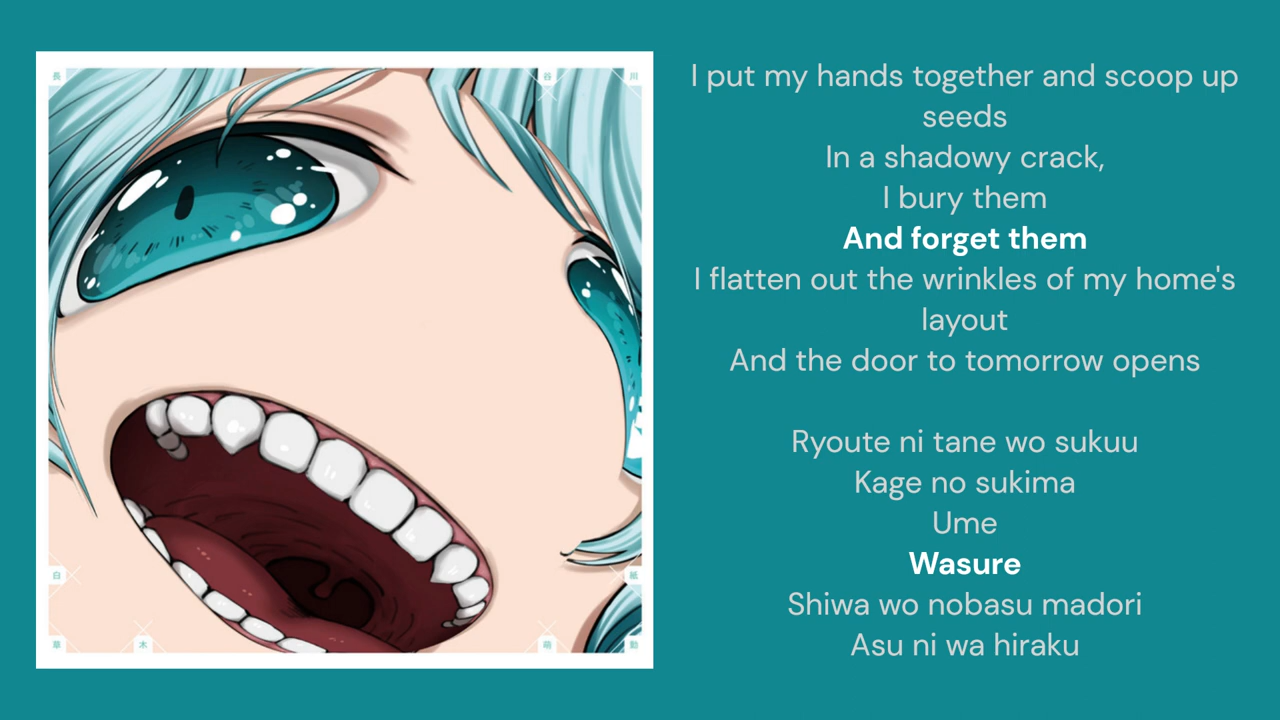 長
谷
川
白
紙
草
木
萌
動
I put my hands together and scoop up
seeds
In a shadowy crack,
I bury them
And forget them
I flatten out the wrinkles of my home's
layout
And the door to tomorrow opens
Ryoute ni tane wo sukuu
Kage no sukima
Ume
Wasure
Shiwa wo nobasu madori
Asu ni wa hiraku